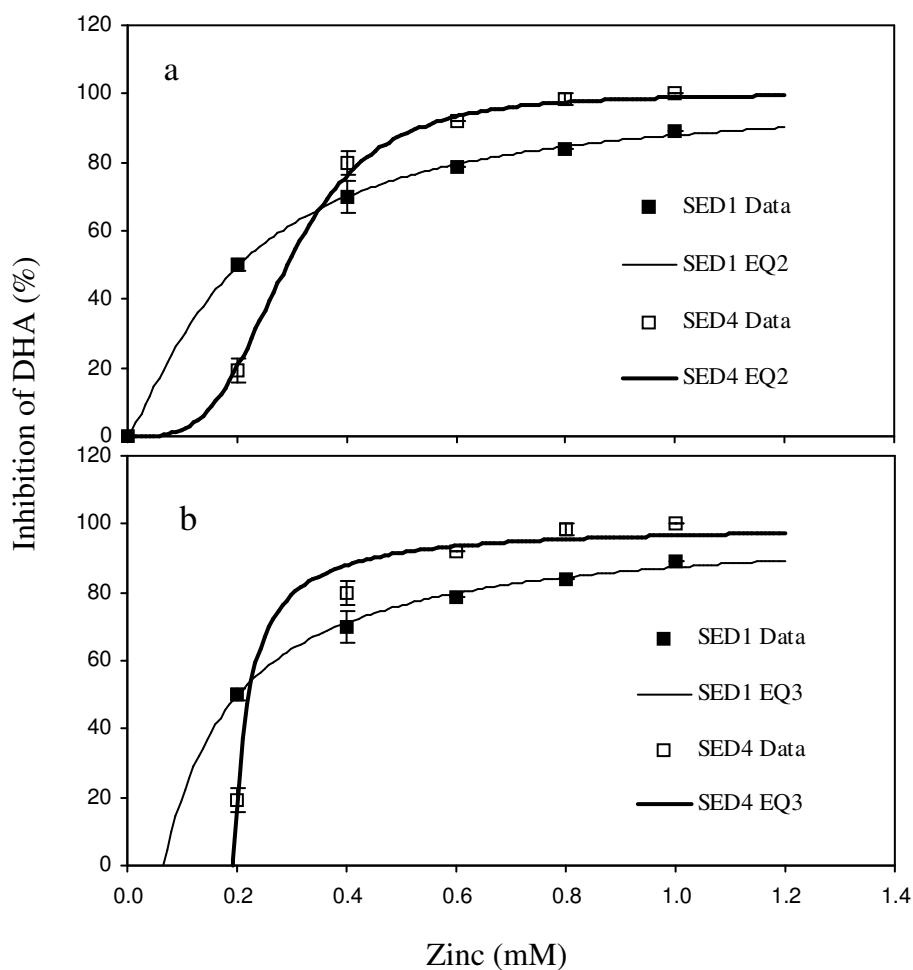 120
a
100
80
60
40
20
0
SED1 Data
SED1 EQ2
SED4 Data
SED4 EQ2
Inhibition of DHA (%)
120
b
100
80
60
40
20
0
SED1 Data
SED1 EQ3
SED4 Data
SED4 EQ3
0.0 0.2 0.4 0.6 0.8 1.0 1.2 1.4
Zinc (mM)